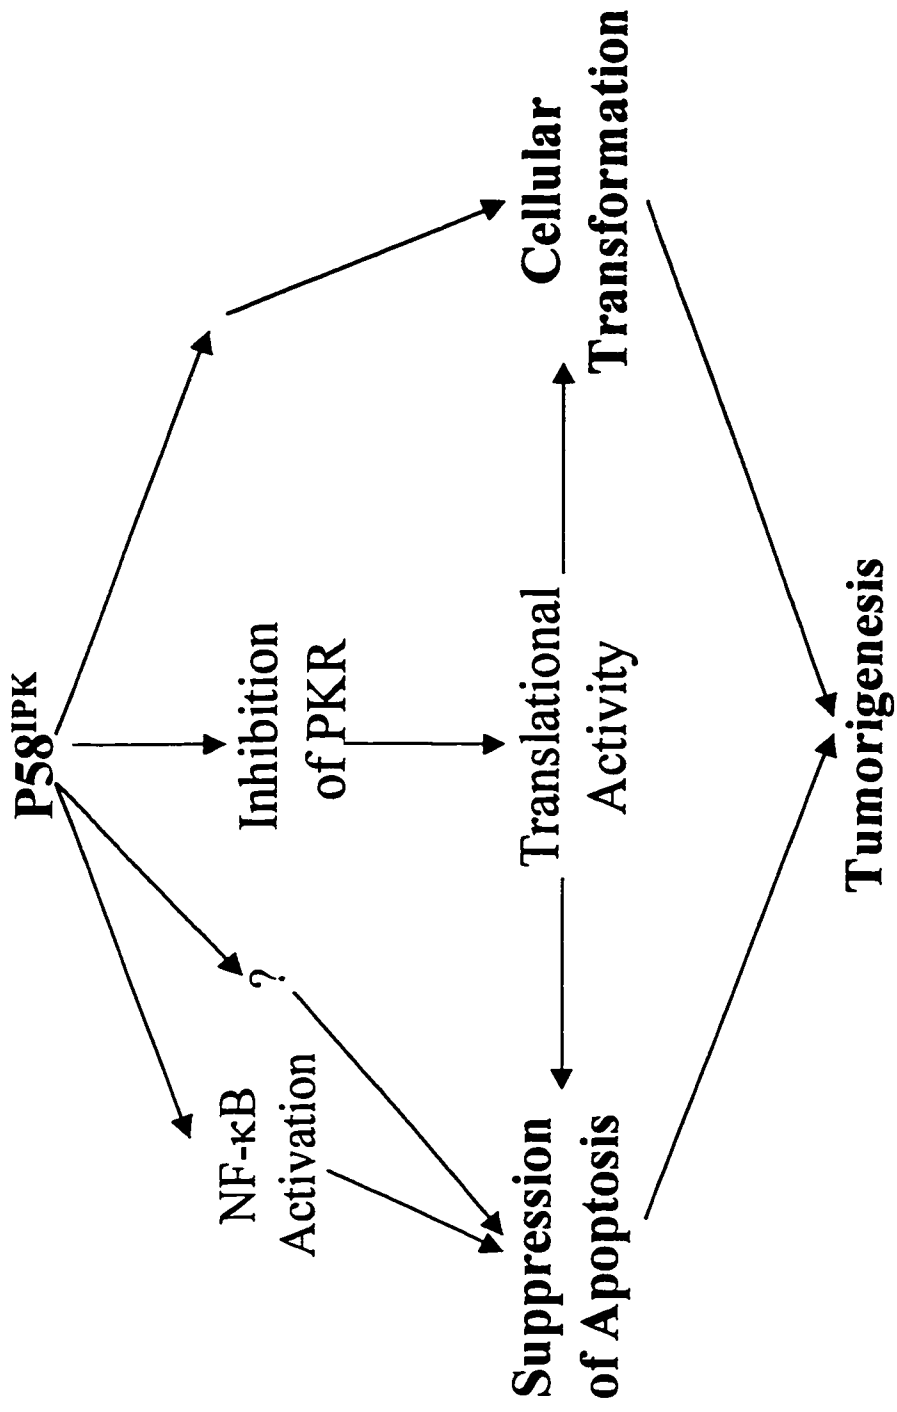 P58IPK
NF-κB
Activation
?
Inhibition
of PKR
Suppression
of Apoptosis
Translational
Activity
Cellular
Transformation
Tumorigenesis